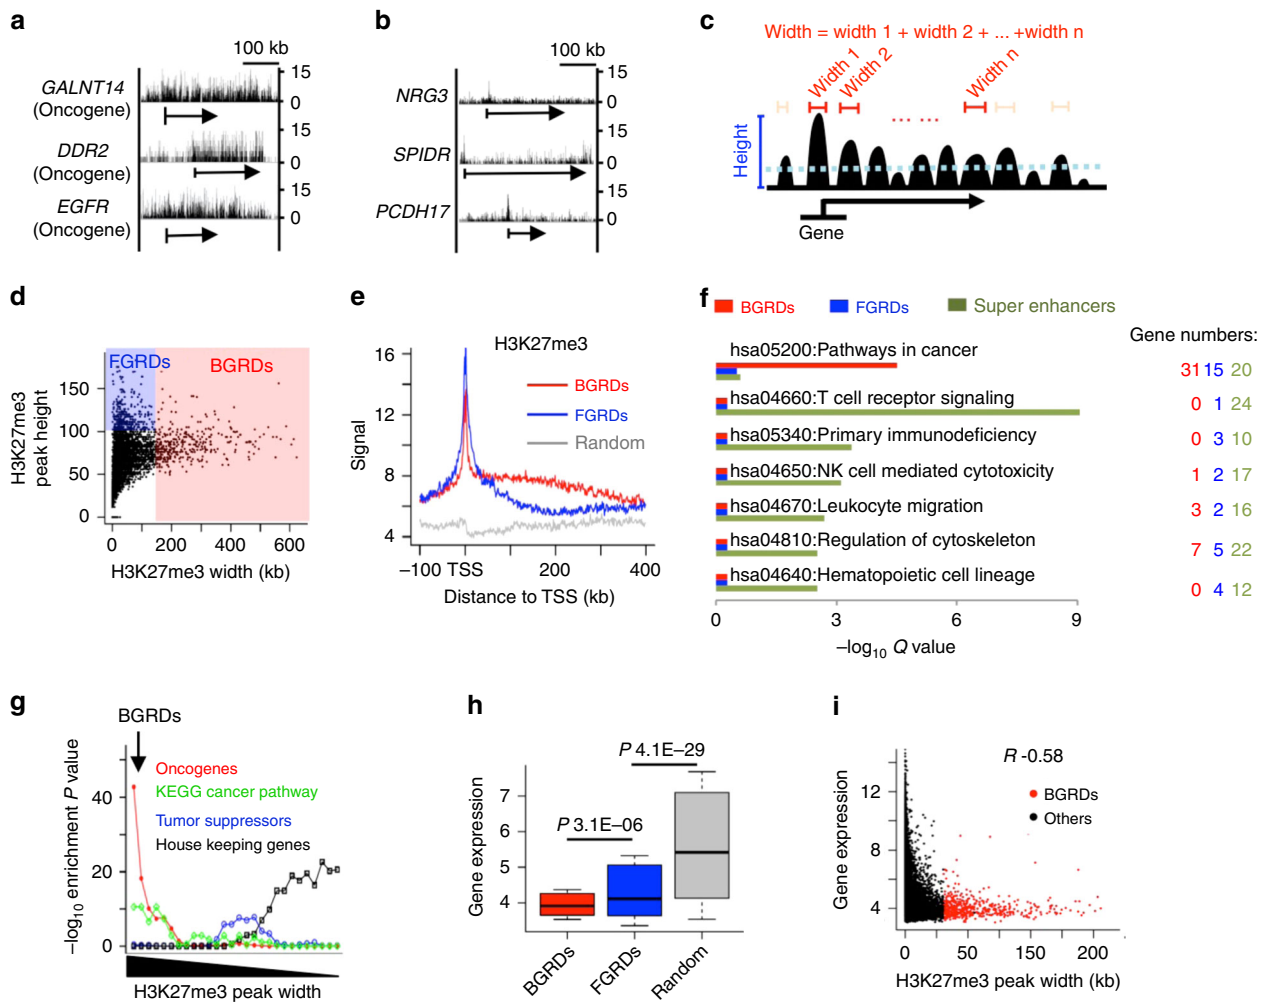 a
100 kb
GALNT14
(Oncogene)
15
0
DDR2
(Oncogene)
15
0
EGFR
(Oncogene)
15
0
b
100 kb
NRG3
15
0
SPIDR
15
0
PCDH17
15
0
c
Width = width 1 + width 2 + ... +width n
Width 1
Width 2
Width n
... ...
Height
Gene
d
FGRDs
BGRDs
H3K27me3
peak height
150
100
50
0
0 200 400 600
H3K27me3 width (kb)
e
H3K27me3
BGRDs
FGRDs
Random
Signal
16
12
8
4
–100 TSS 200 400
Distance to TSS (kb)
f
BGRDs FGRDs Super enhancers
Gene numbers:
hsa05200:Pathways in cancer
31 15 20
hsa04660:T cell receptor signaling
0 1 24
hsa05340:Primary immunodeficiency
0 3 10
hsa04650:NK cell mediated cytotoxicity
1 2 17
hsa04670:Leukocyte migration
3 2 16
hsa04810:Regulation of cytoskeleton
7 5 22
hsa04640:Hematopoietic cell lineage
0 4 12
0 3 6 9
–log10 Q value
g
BGRDs
Oncogenes
KEGG cancer pathway
Tumor suppressors
House keeping genes
–log10 enrichment P value
40
20
10
0
H3K27me3 peak width
h
P 4.1E–29
P 3.1E–06
Gene expression
7
6
5
4
BGRDs
FGRDs
Random
i
R -0.58
BGRDs
Others
Gene expression
12
8
4
0 50 150 200
H3K27me3 peak width (kb)